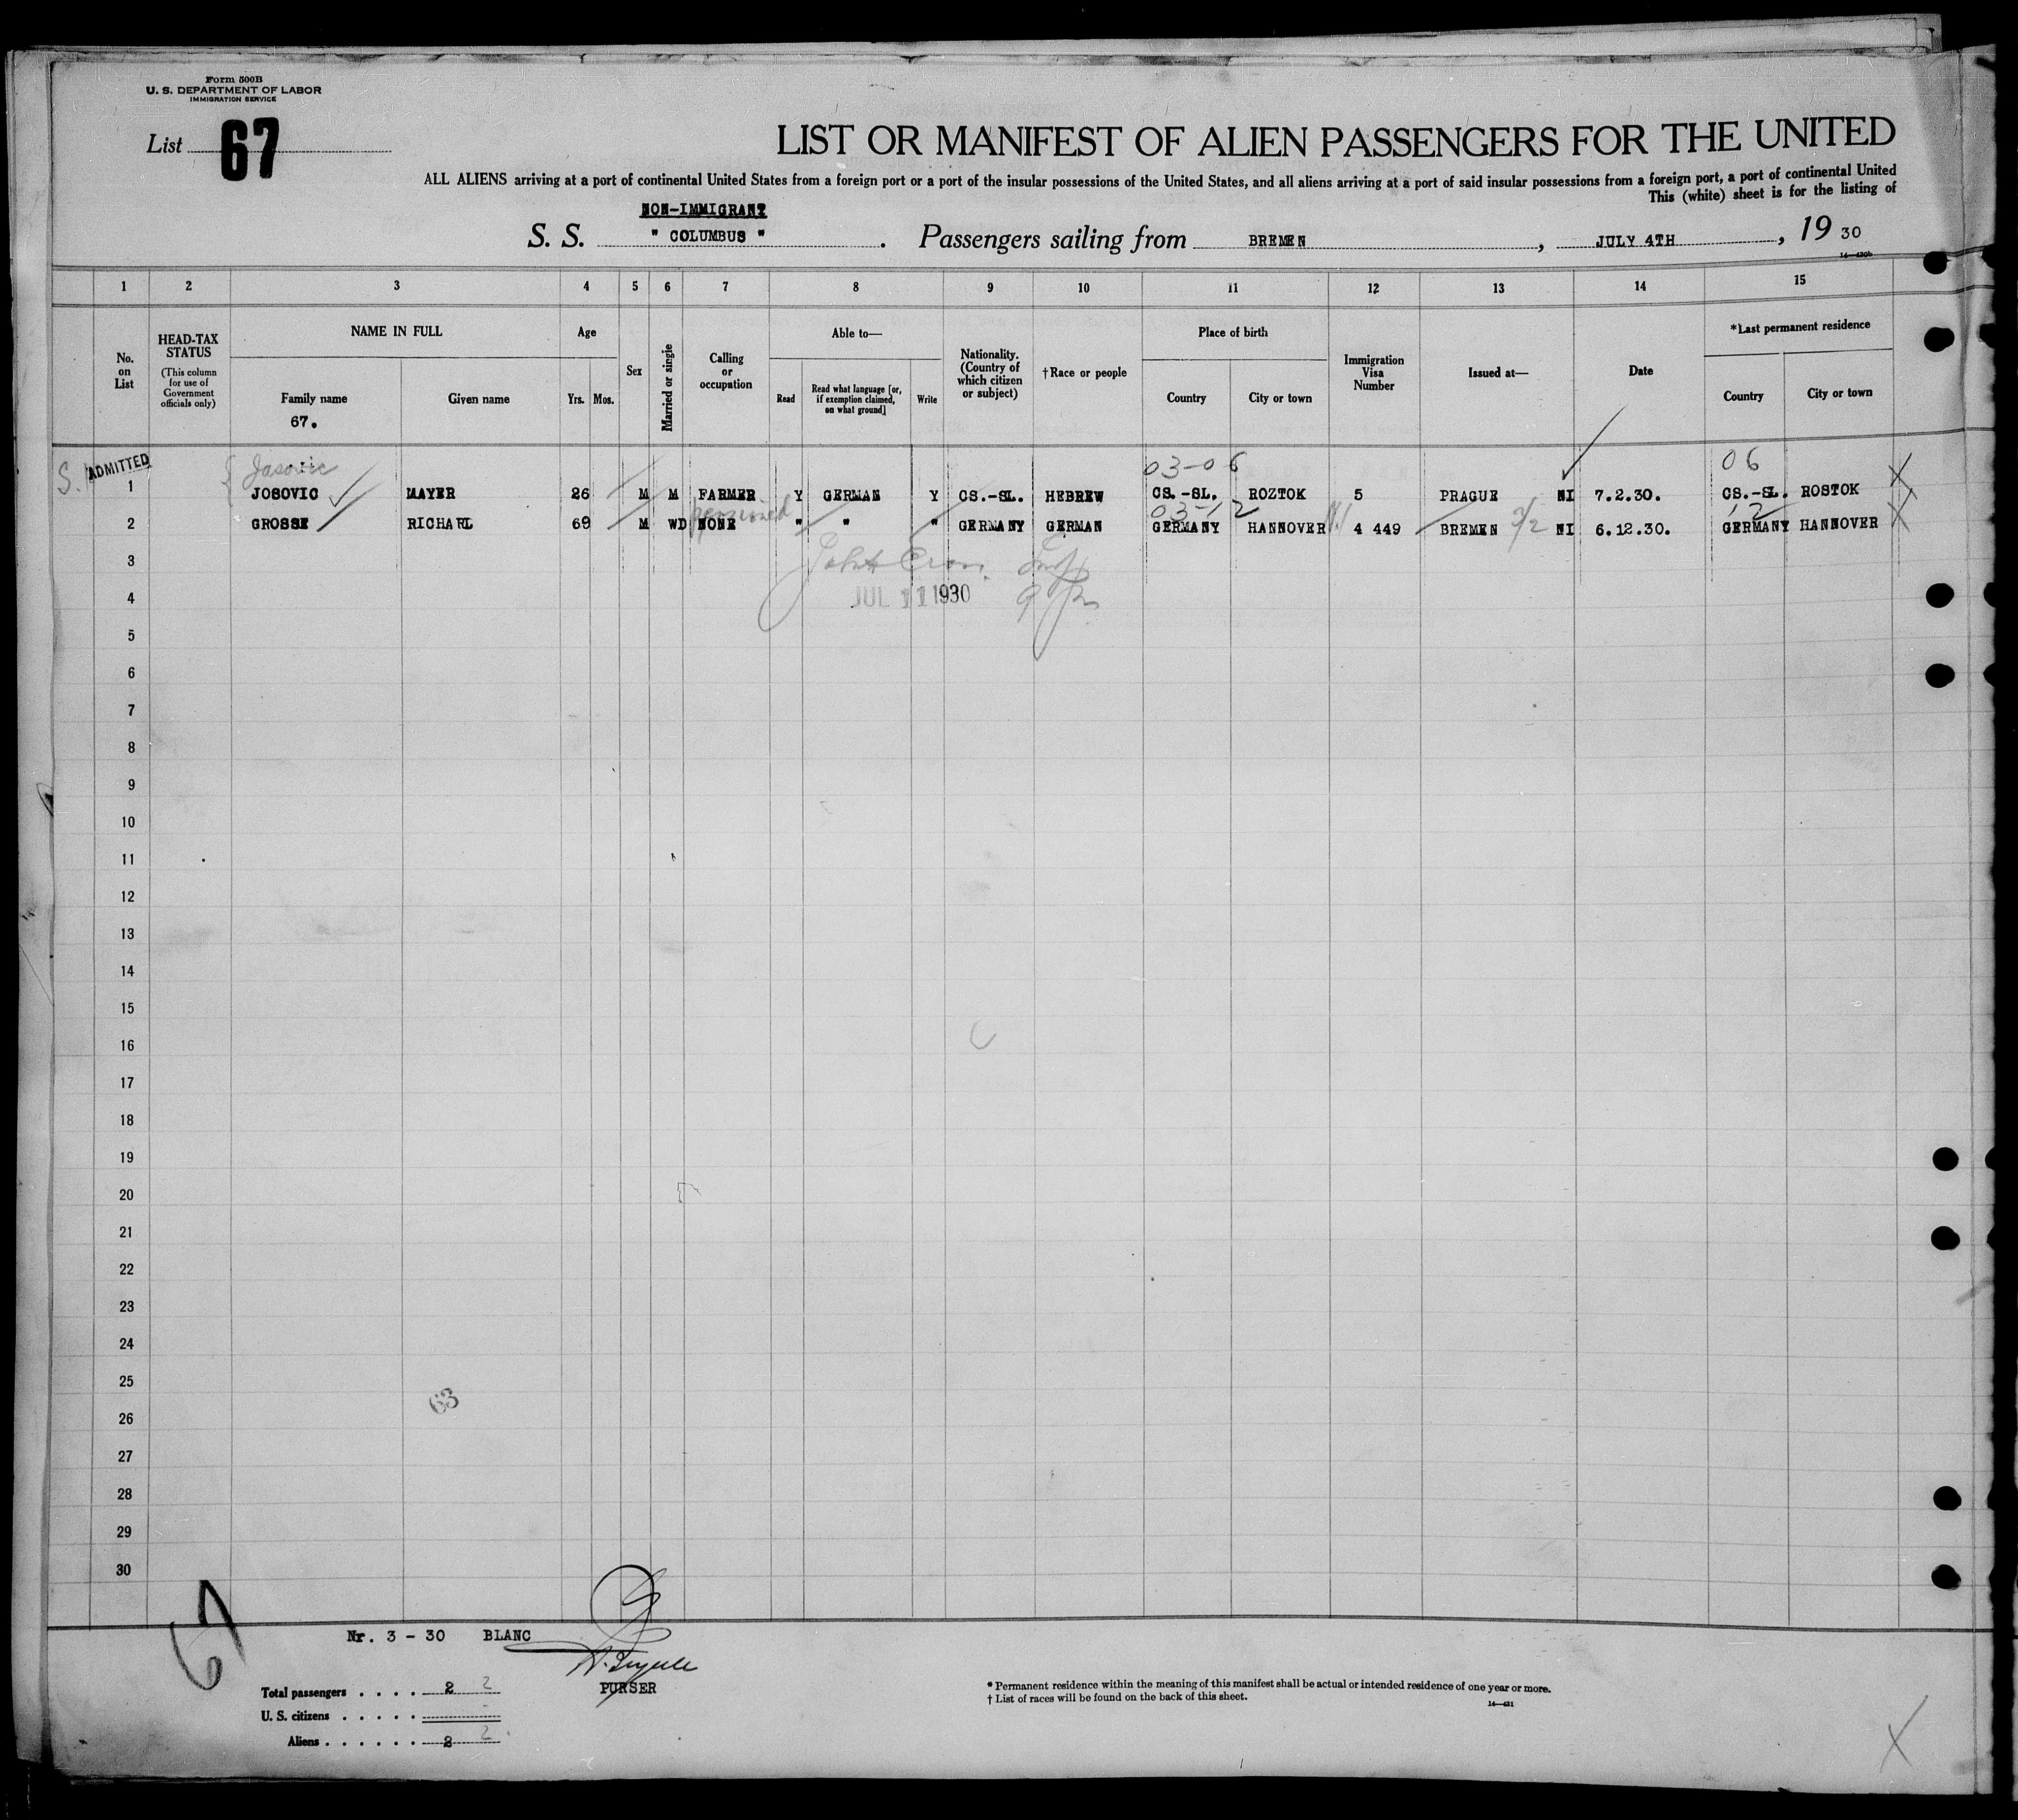 Form 500B
U. S. DEPARTMENT OF LABOR
IMMIGRATION SERVICE
List 67
LIST OR MANIFEST OF ALIEN PASSENGERS FOR THE UNITED
ALL ALIENS arriving at a port of continental United States from a foreign port or a port of the insular possessions of the United States, and all aliens arriving at a port of said insular possessions from a foreign port, a port of continental United
This (white) sheet is for the listing of
NON-IMMIGRANT
S. S. " COLUMBUS " . Passengers sailing from BREMEN , JULY 4TH , 19 30
14—430b
1 2 3 4 5 6 7 8 9 10 11 12 13 14 15
No. on List
HEAD-TAX STATUS
(This column for use of Government officials only)
NAME IN FULL
Family name
67.
Given name
Age
Yrs. Mos.
Sex
Married or single
Calling or occupation
Able to—
Read
Read what language [or, if exemption claimed, on what ground]
Write
Nationality. (Country of which citizen or subject)
†Race or people
Place of birth
Country
City or town
Immigration Visa Number
Issued at—
Date
*Last permanent residence
Country
City or town
S. ADMITTED Jasovic 03-06 06
1 JOSOVIC MAYER 26 M M FARMER Y GERMAN Y CS.-SL. HEBREW CS.-SL. ROZTOK 5 PRAGUE NI 7.2.30. CS.-SL. ROSTOK X
pensioned 03-12 12
2 GROSSE RICHARD 69 M WD NONE " " " GERMANY GERMAN GERMANY HANNOVER 4 449 BREMEN 3/2 NI 6.12.30. GERMANY HANNOVER X
3
4 JUL 11 1930
5
6
7
8
9
10
11
12
13
14
15
16
17
18
19
20
21
22
23
24
25
63
26
27
28
29
30
67
Nr. 3 - 30 BLANC
PURSER
Total passengers . . . . 2 2
U. S. citizens . . . . . -
Aliens . . . . . . 2 2
* Permanent residence within the meaning of this manifest shall be actual or intended residence of one year or more.
† List of races will be found on the back of this sheet.
14—431
X